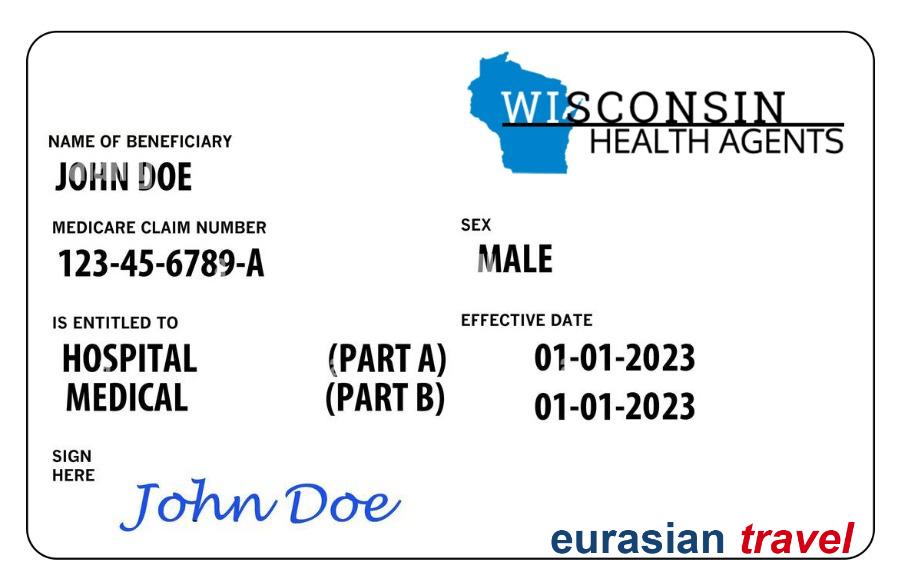 WISCONSIN
HEALTH AGENTS
NAME OF BENEFICIARY
JOHN DOE
MEDICARE CLAIM NUMBER
SEX
123-45-6789-A
MALE
IS ENTITLED TO
EFFECTIVE DATE
HOSPITAL (PART A) 01-01-2023
MEDICAL (PART B) 01-01-2023
SIGN
HERE
John Doe
eurasian travel